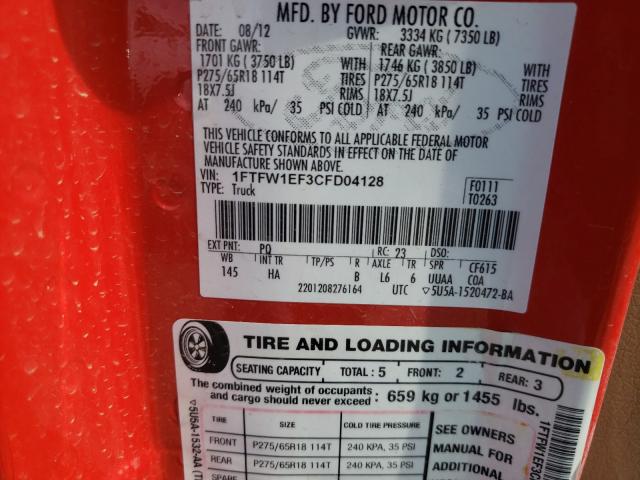 MFD. BY FORD MOTOR CO.
DATE: 08/12 GVWR: 3334 KG ( 7350 LB)
FRONT GAWR: REAR GAWR:
1701 KG ( 3750 LB) WITH 1746 KG ( 3850 LB) WITH
P275/65R18 114T TIRES P275/65R18 114T TIRES
18X7.5J RIMS 18X7.5J RIMS
AT 240 kPa/ 35 PSI COLD AT 240 kPa/ 35 PSI COLD
THIS VEHICLE CONFORMS TO ALL APPLICABLE FEDERAL MOTOR
VEHICLE SAFETY STANDARDS IN EFFECT ON THE DATE OF
MANUFACTURE SHOWN ABOVE.
VIN: 1FTFW1EF3CFD04128 F0111
TYPE: Truck T0263
EXT PNT: PQ RC: 23 DSO:
WB INT TR TP/PS R AXLE TR SPR CF615
145 HA B L6 6 UUAA COA
2201208276164 UTC ▽5U5A-1520472-BA
TIRE AND LOADING INFORMATION
SEATING CAPACITY TOTAL : 5 FRONT: 2 REAR: 3
The combined weight of occupants
and cargo should never exceed : 659 kg or 1455 lbs.
TIRE SIZE COLD TIRE PRESSURE
FRONT P275/65R18 114T 240 KPA, 35 PSI
REAR P275/65R18 114T 240 KPA, 35 PSI
SPARE
SEE OWNERS
MANUAL FOR
ADDITIONAL
▽5U5A-1532-AA